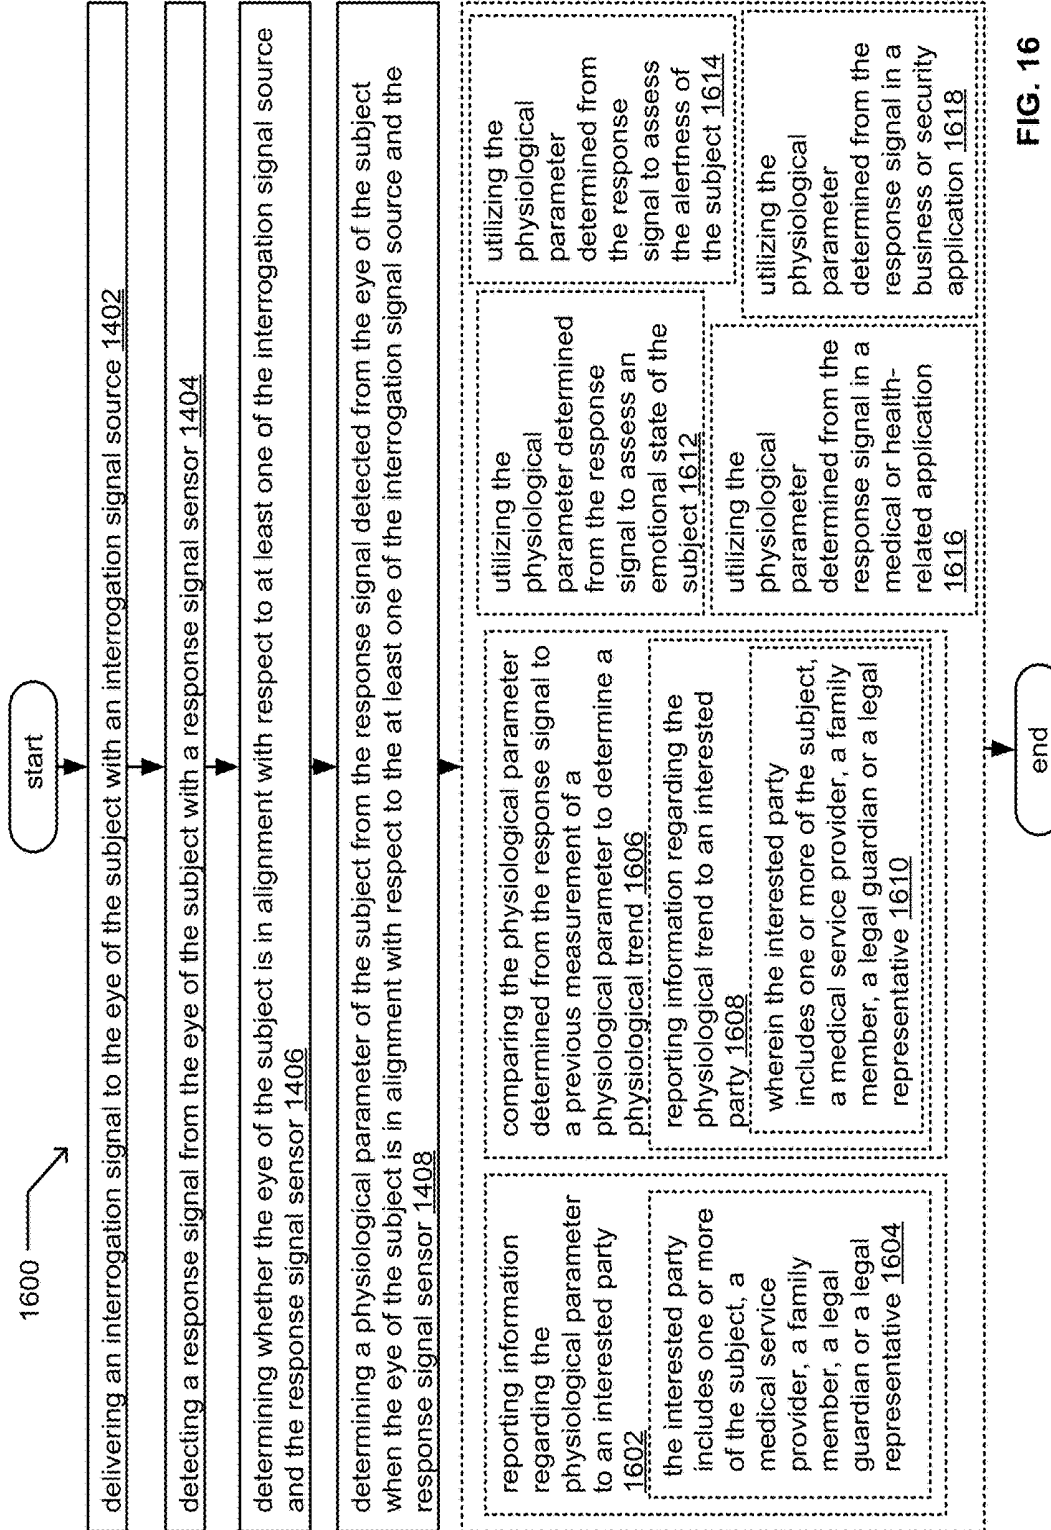 1600
start
delivering an interrogation signal to the eye of the subject with an interrogation signal source 1402
detecting a response signal from the eye of the subject with a response signal sensor 1404
determining whether the eye of the subject is in alignment with respect to at least one of the interrogation signal source
and the response signal sensor 1406
determining a physiological parameter of the subject from the response signal detected from the eye of the subject
when the eye of the subject is in alignment with respect to the at least one of the interrogation signal source and the
response signal sensor 1408
reporting information
regarding the
physiological parameter
to an interested party
1602
the interested party
includes one or more
of the subject, a
medical service
provider, a family
member, a legal
guardian or a legal
representative 1604
comparing the physiological parameter
determined from the response signal to
a previous measurement of a
physiological parameter to determine a
physiological trend 1606
reporting information regarding the
physiological trend to an interested
party 1608
wherein the interested party
includes one or more of the subject,
a medical service provider, a family
member, a legal guardian or a legal
representative 1610
utilizing the
physiological
parameter determined
from the response
signal to assess an
emotional state of the
subject 1612
utilizing the
physiological
parameter
determined from
the response
signal to assess
the alertness of
the subject 1614
utilizing the
physiological
parameter
determined from the
response signal in a
medical or health-
related application
1616
utilizing the
physiological
parameter
determined from the
response signal in a
business or security
application 1618
end
FIG. 16